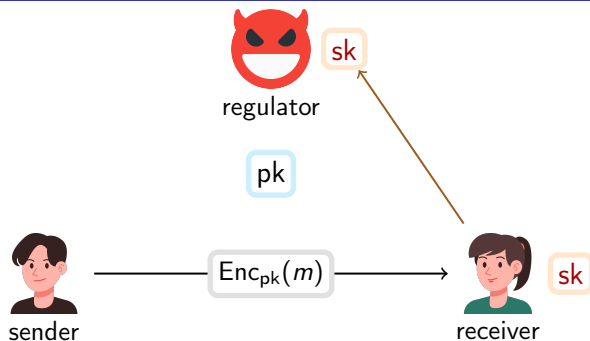 sk
regulator
pk
Enc_pk(m)
sk
sender
receiver